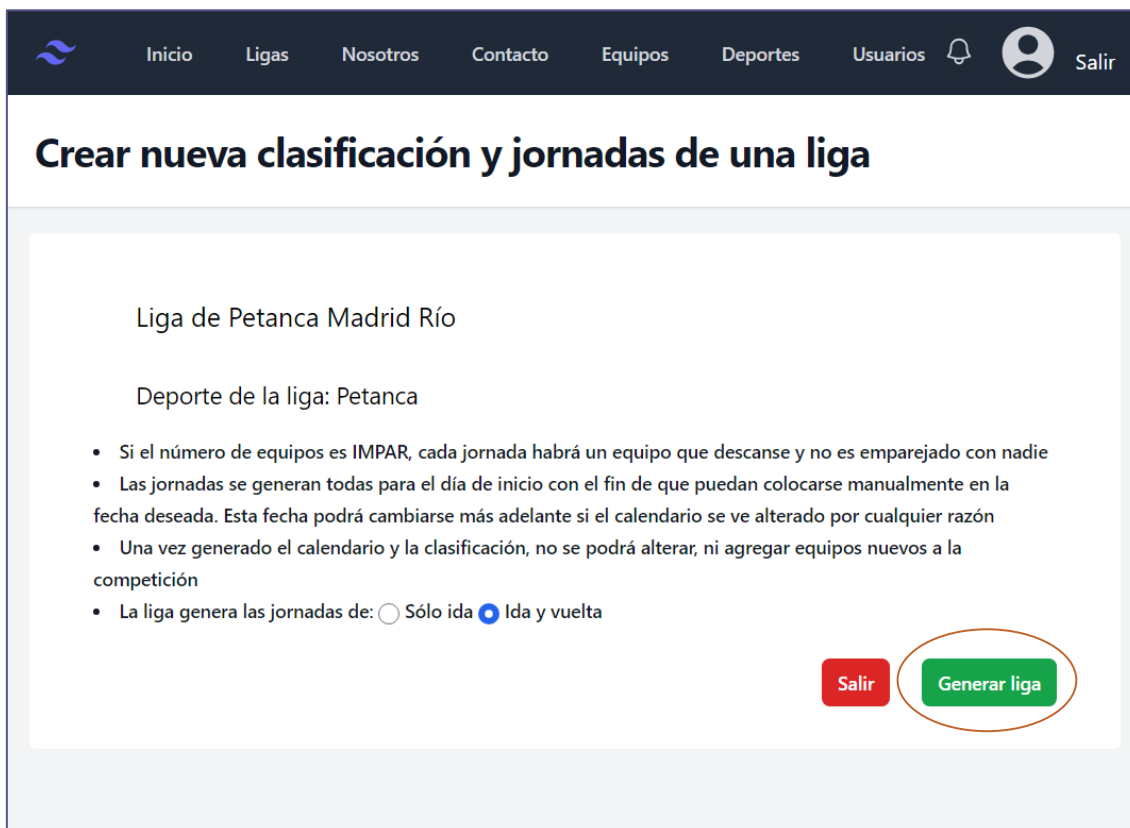 Inicio Ligas Nosotros Contacto Equipos Deportes Usuarios Salir
Crear nueva clasificación y jornadas de una liga
Liga de Petanca Madrid Río
Deporte de la liga: Petanca
• Si el número de equipos es IMPAR, cada jornada habrá un equipo que descanse y no es emparejado con nadie
• Las jornadas se generan todas para el día de inicio con el fin de que puedan colocarse manualmente en la
fecha deseada. Esta fecha podrá cambiarse más adelante si el calendario se ve alterado por cualquier razón
• Una vez generado el calendario y la clasificación, no se podrá alterar, ni agregar equipos nuevos a la
competición
• La liga genera las jornadas de: Sólo ida Ida y vuelta
Salir Generar liga